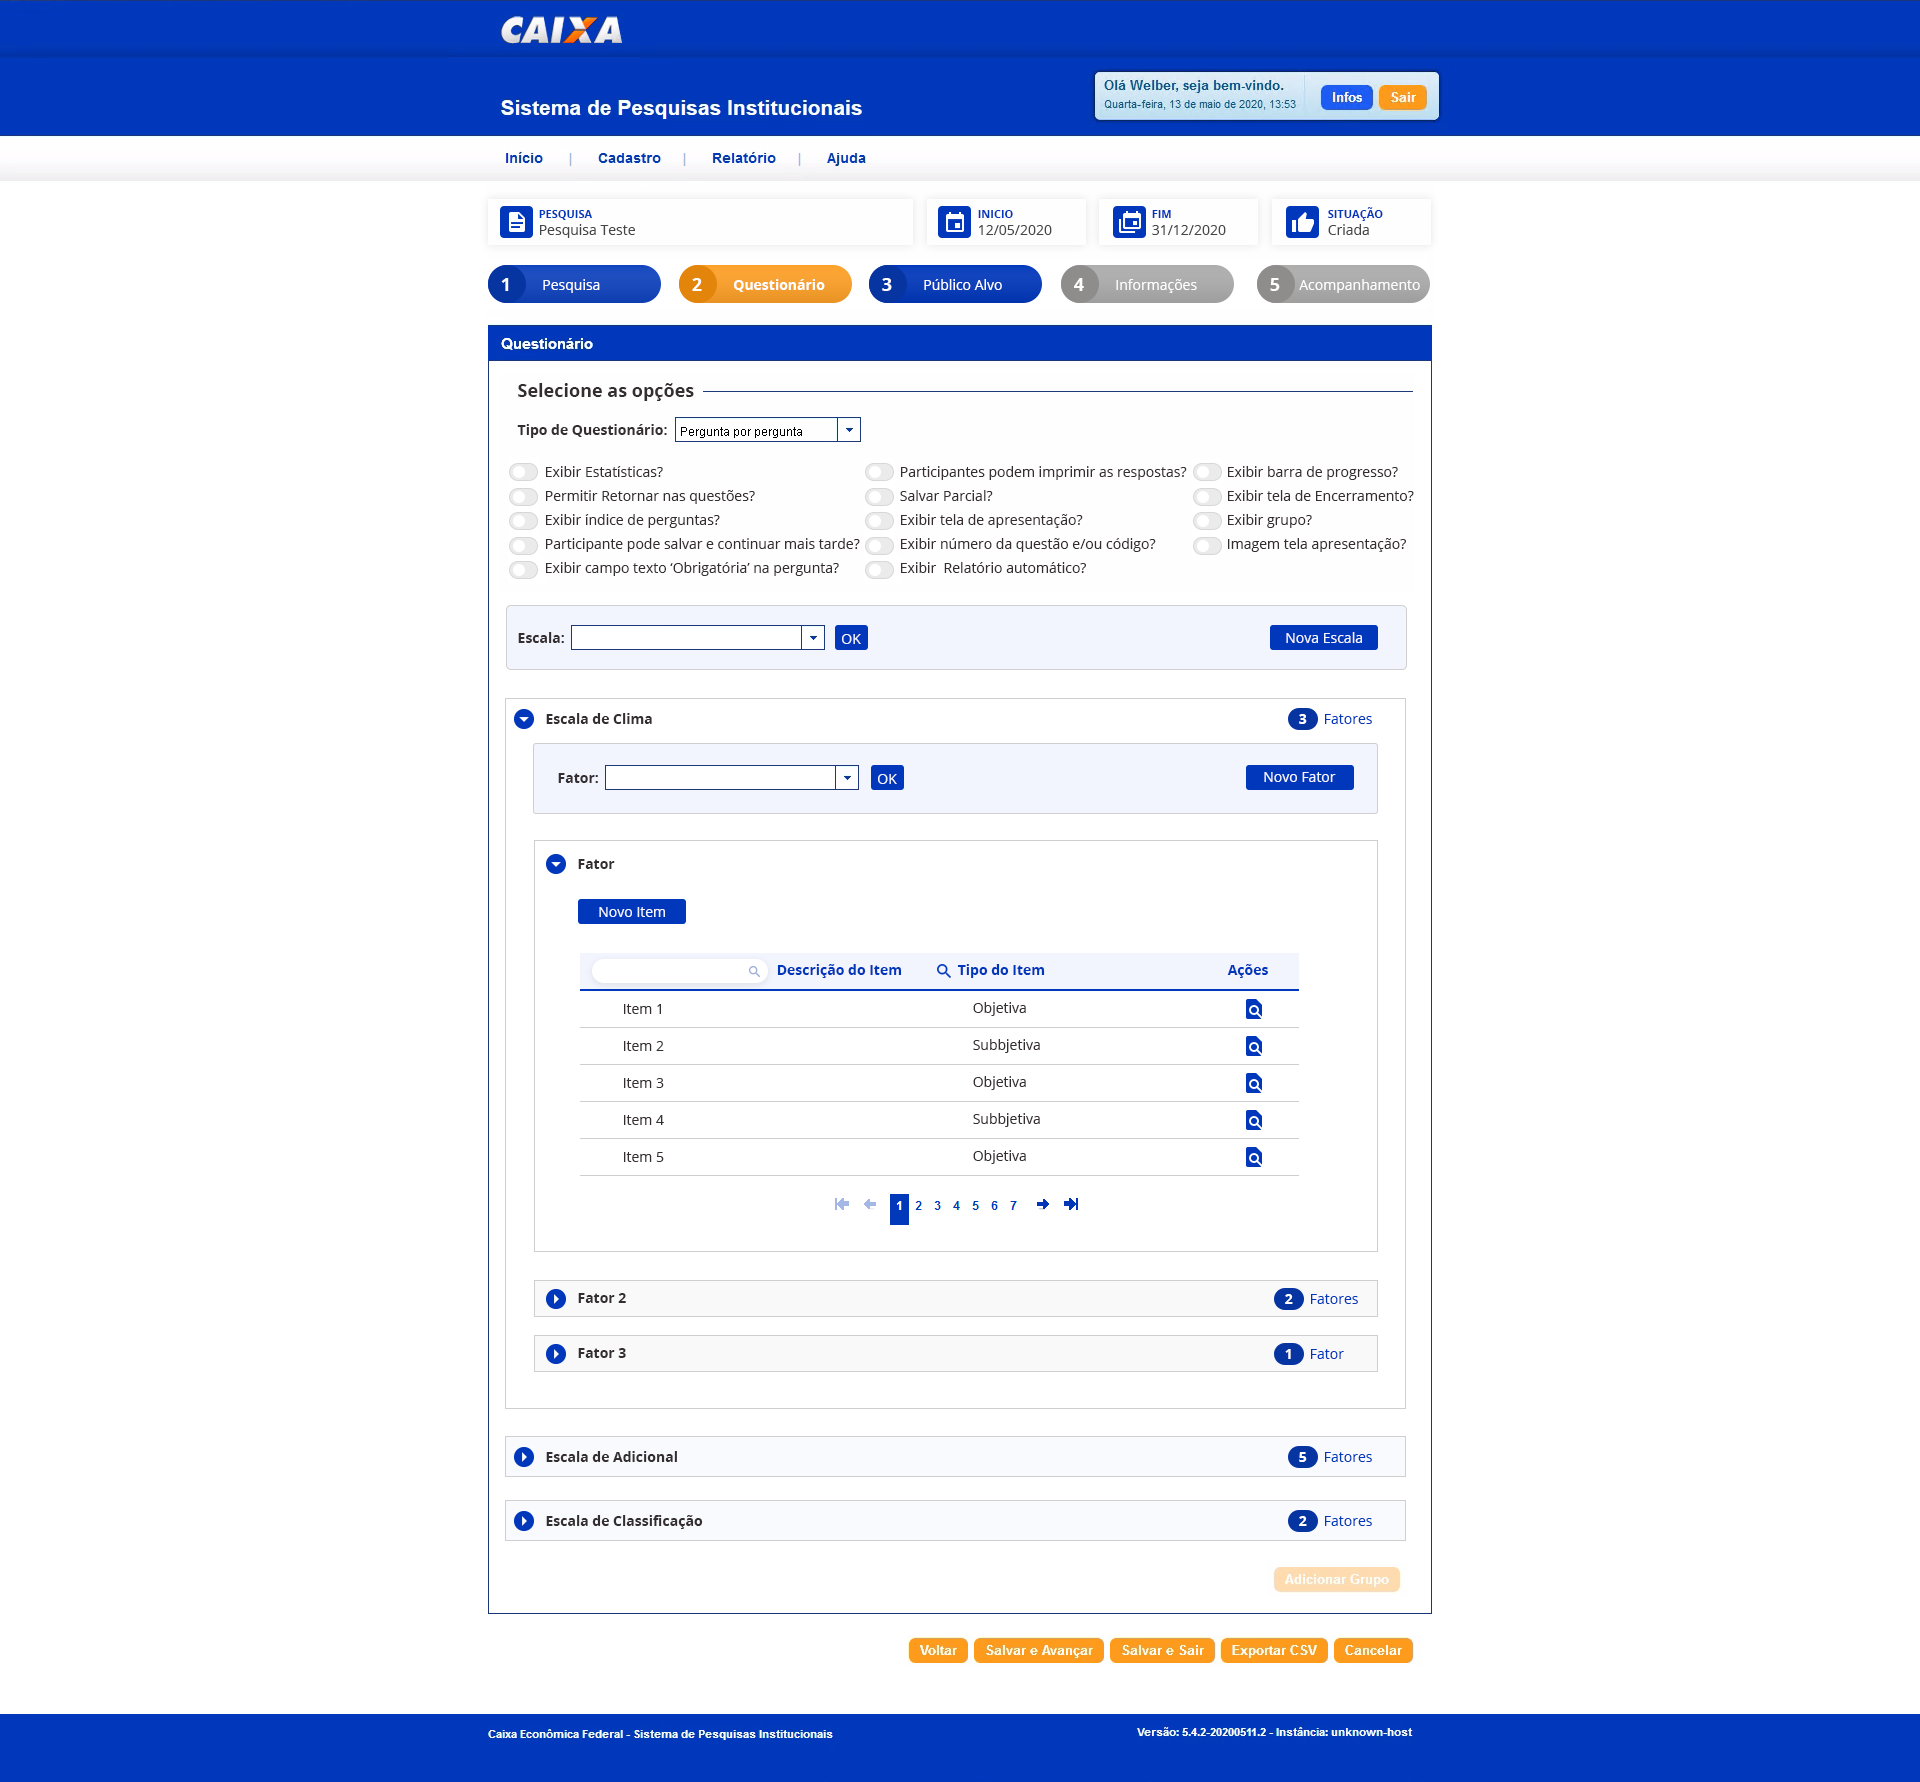 CAIXA
Sistema de Pesquisas Institucionais
Olá Welber, seja bem-vindo.
Quarta-feira, 13 de maio de 2020, 13:53
Infos
Sair
Início | Cadastro | Relatório | Ajuda
PESQUISA
Pesquisa Teste
INICIO
12/05/2020
FIM
31/12/2020
SITUAÇÃO
Criada
1 Pesquisa
2 Questionário
3 Público Alvo
4 Informações
5 Acompanhamento
Questionário
Selecione as opções
Tipo de Questionário: Pergunta por pergunta
Exibir Estatísticas? Participantes podem imprimir as respostas? Exibir barra de progresso?
Permitir Retornar nas questões? Salvar Parcial? Exibir tela de Encerramento?
Exibir índice de perguntas? Exibir tela de apresentação? Exibir grupo?
Participante pode salvar e continuar mais tarde? Exibir número da questão e/ou código? Imagem tela apresentação?
Exibir campo texto ‘Obrigatória’ na pergunta? Exibir Relatório automático?
Escala: OK Nova Escala
Escala de Clima 3 Fatores
Fator: OK Novo Fator
Fator
Novo Item
Descrição do Item Tipo do Item Ações
Item 1 Objetiva
Item 2 Subbjetiva
Item 3 Objetiva
Item 4 Subbjetiva
Item 5 Objetiva
1 2 3 4 5 6 7
Fator 2 2 Fatores
Fator 3 1 Fator
Escala de Adicional 5 Fatores
Escala de Classificação 2 Fatores
Adicionar Grupo
Voltar Salvar e Avançar Salvar e Sair Exportar CSV Cancelar
Caixa Econômica Federal - Sistema de Pesquisas Institucionais
Versão: 5.4.2-20200511.2 - Instância: unknown-host